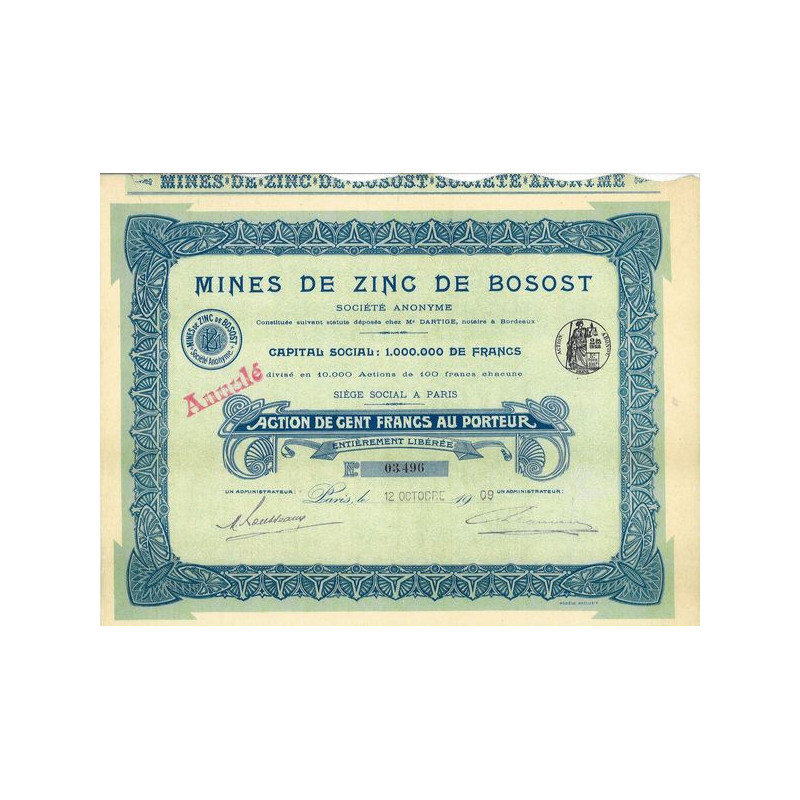 MINES·DE·ZINC·DE·BOSOST·SOCIÉTÉ·ANONYME
MINES DE ZINC DE BOSOST
SOCIÉTÉ ANONYME
Constituée suivant statuts déposés chez Me DARTIGE, notaire à Bordeaux
MINES DE ZINC DE BOSOST
Société Anonyme
CAPITAL SOCIAL : 1.000.000 DE FRANCS
divisé en 10.000 Actions de 100 francs chacune
Annulé
SIÈGE SOCIAL A PARIS
ACTION DE CENT FRANCS AU PORTEUR
ENTIÈREMENT LIBÉRÉE
No 03496
UN ADMINISTRATEUR : Paris, le 12 OCTOBRE 1909 UN ADMINISTRATEUR :